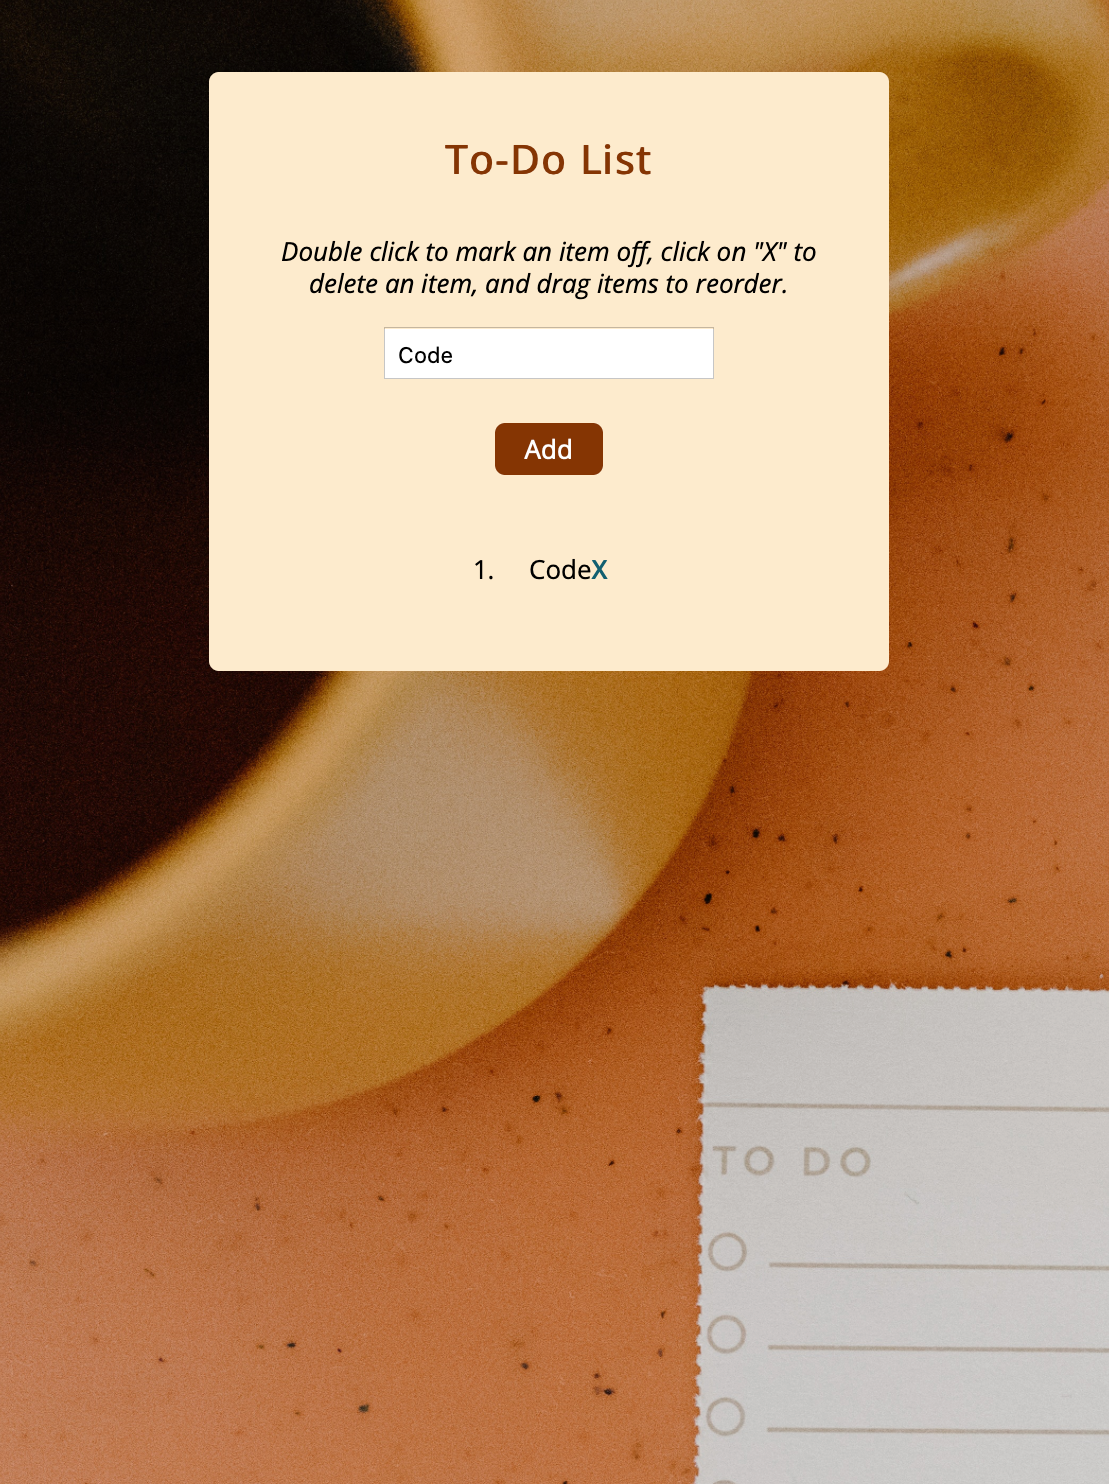 To-Do List
Double click to mark an item off, click on "X" to
delete an item, and drag items to reorder.
Code
Add
1. CodeX
TO DO